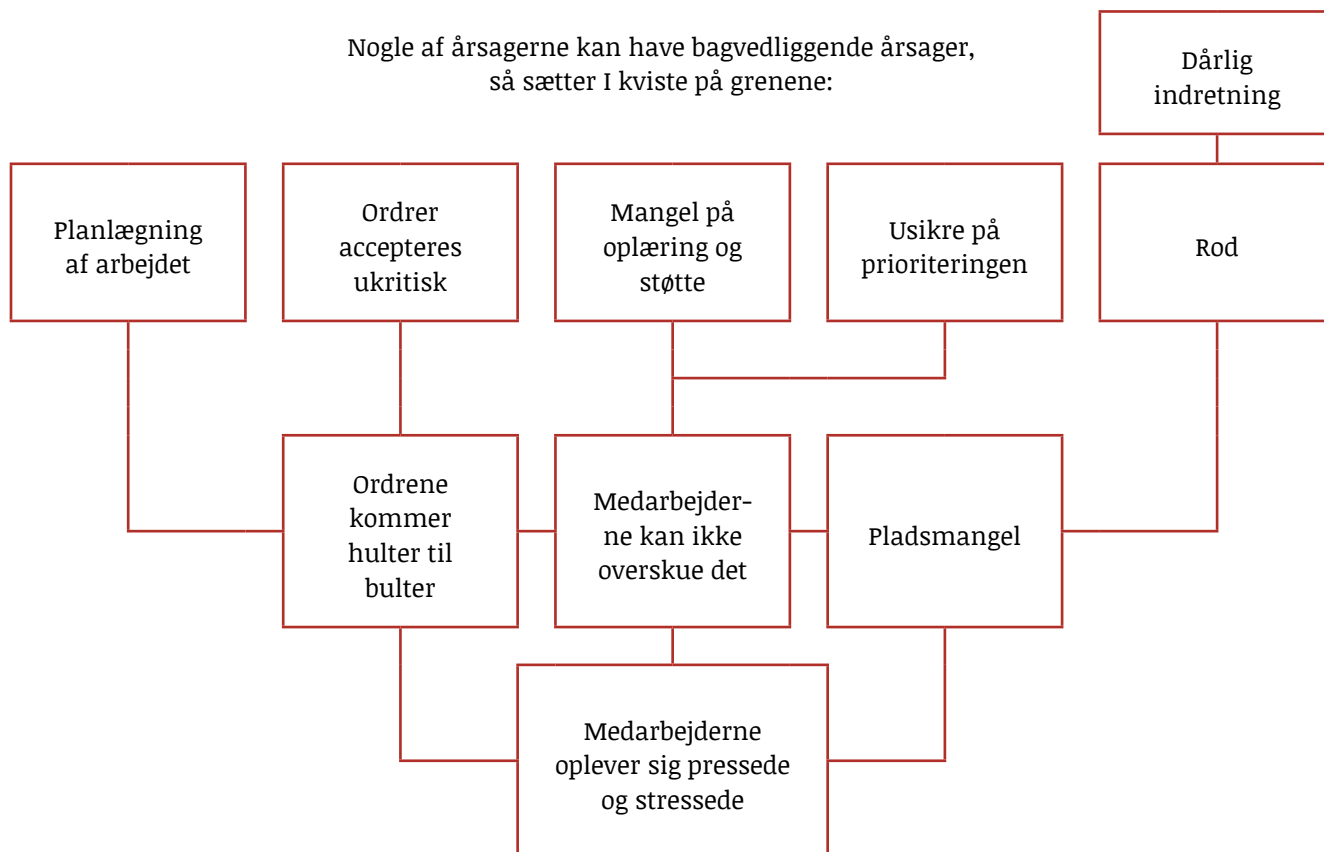 Nogle af årsagerne kan have bagvedliggende årsager,
så sætter I kviste på grenene:
Dårlig
indretning
Planlægning
af arbejdet
Ordrer
accepteres
ukritisk
Mangel på
oplæring og
støtte
Usikre på
prioriteringen
Rod
Ordrene
kommer
hulter til
bulter
Medarbejder-
ne kan ikke
overskue det
Pladsmangel
Medarbejderne
oplever sig pressede
og stressede